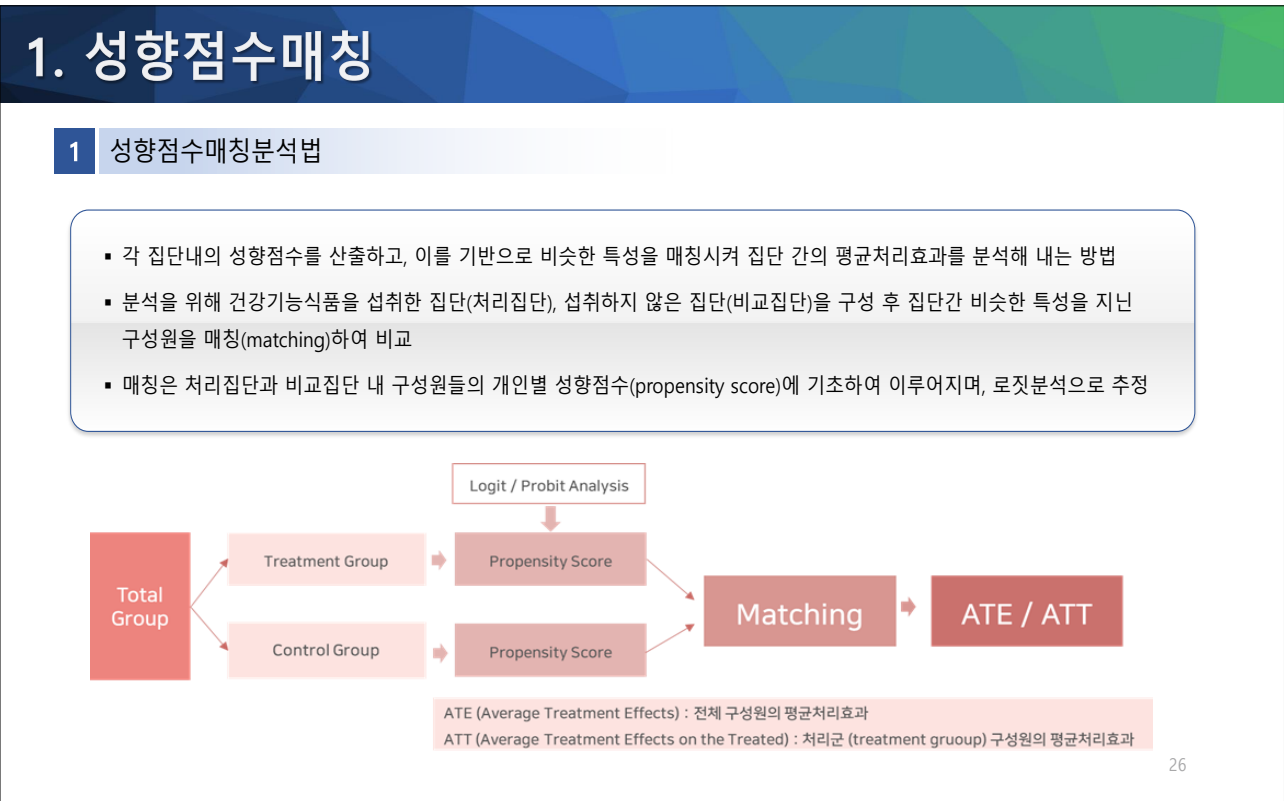 1. 성향점수매칭
1
성향점수매칭분석법
▪ 각 집단내의 성향점수를 산출하고, 이를 기반으로 비슷한 특성을 매칭시켜 집단 간의 평균처리효과를 분석해 내는 방법
▪ 분석을 위해 건강기능식품을 섭취한 집단(처리집단), 섭취하지 않은 집단(비교집단)을 구성 후 집단간 비슷한 특성을 지닌
구성원을 매칭(matching)하여 비교
▪ 매칭은 처리집단과 비교집단 내 구성원들의 개인별 성향점수(propensity score)에 기초하여 이루어지며, 로짓분석으로 추정
Logit / Probit Analysis
Total
Group
Treatment Group
Propensity Score
Control Group
Propensity Score
Matching
ATE / ATT
ATE (Average Treatment Effects) : 전체 구성원의 평균처리효과
ATT (Average Treatment Effects on the Treated) : 처리군 (treatment gruoup) 구성원의 평균처리효과
26